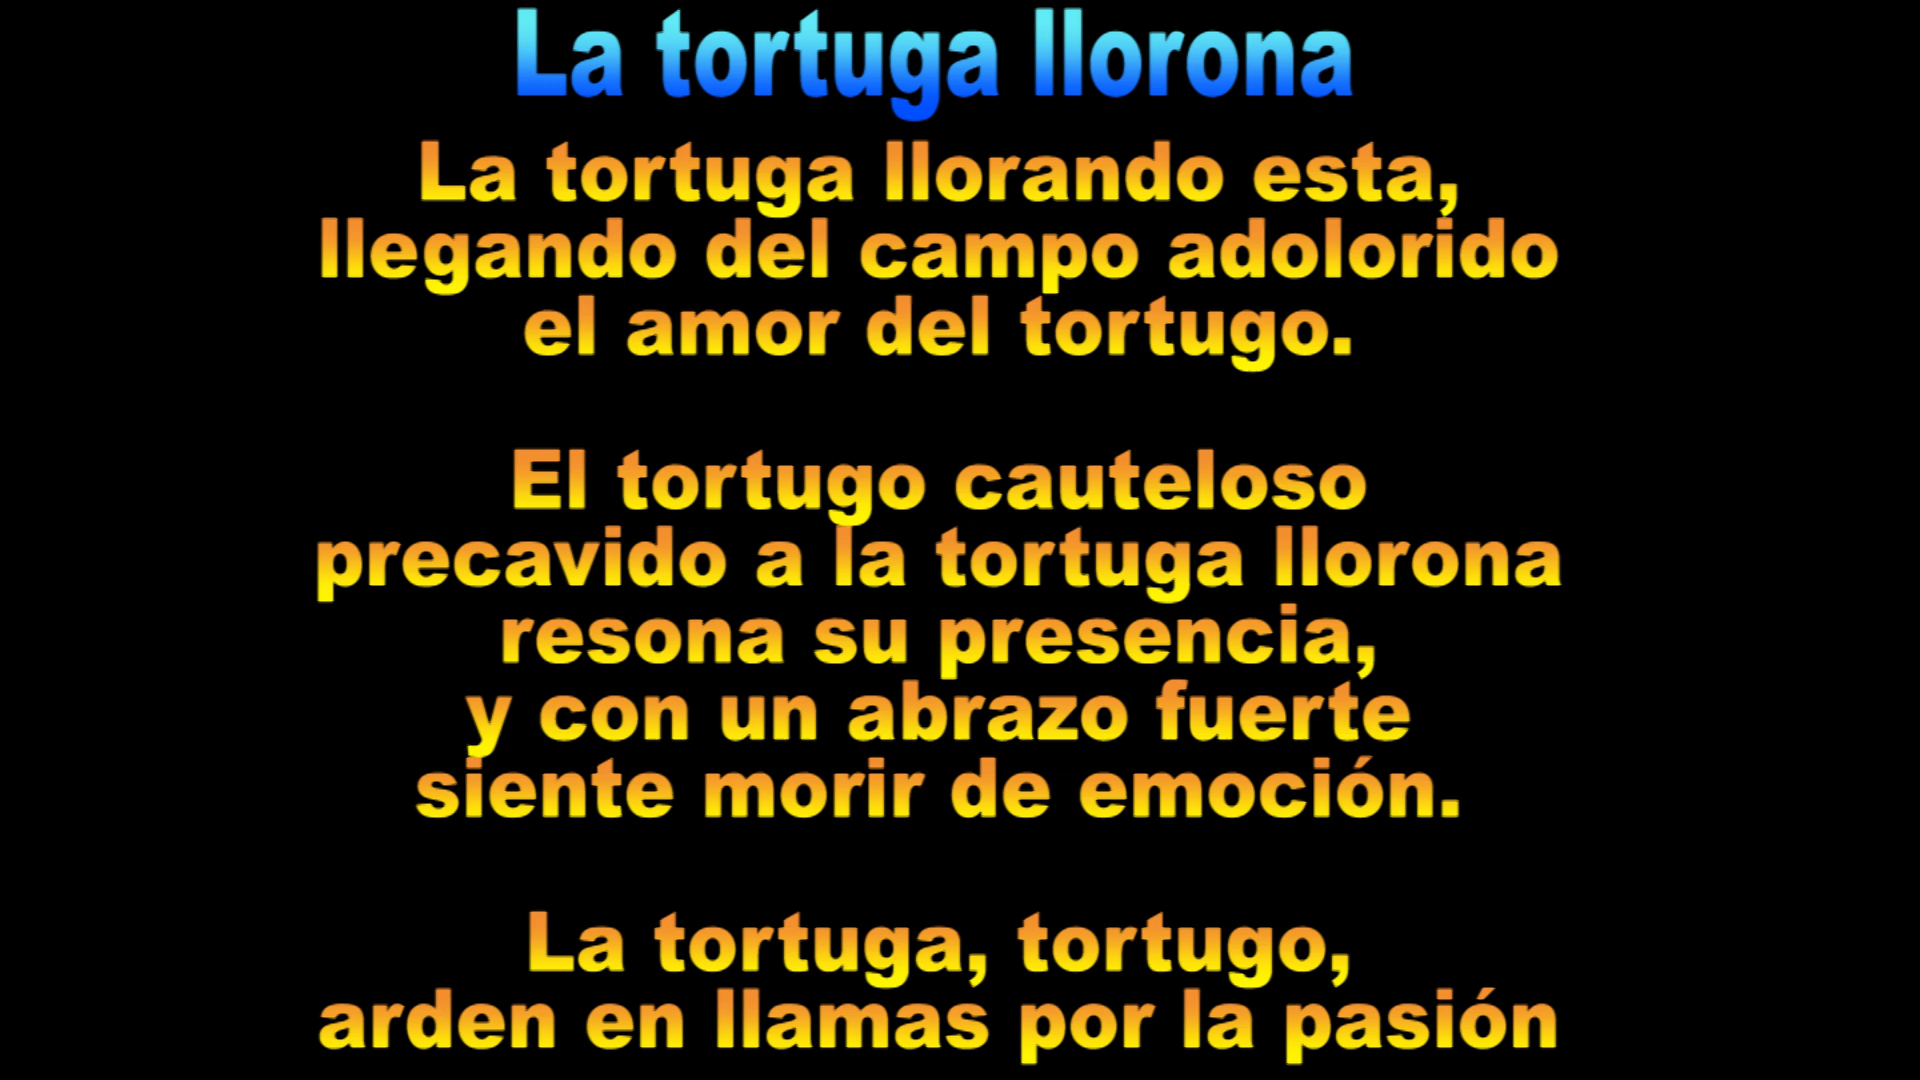 La tortuga llorona
La tortuga llorando esta,
llegando del campo adolorido
el amor del tortugo.
El tortugo cauteloso
precavido a la tortuga llorona
resona su presencia,
y con un abrazo fuerte
siente morir de emoción.
La tortuga, tortugo,
arden en llamas por la pasión